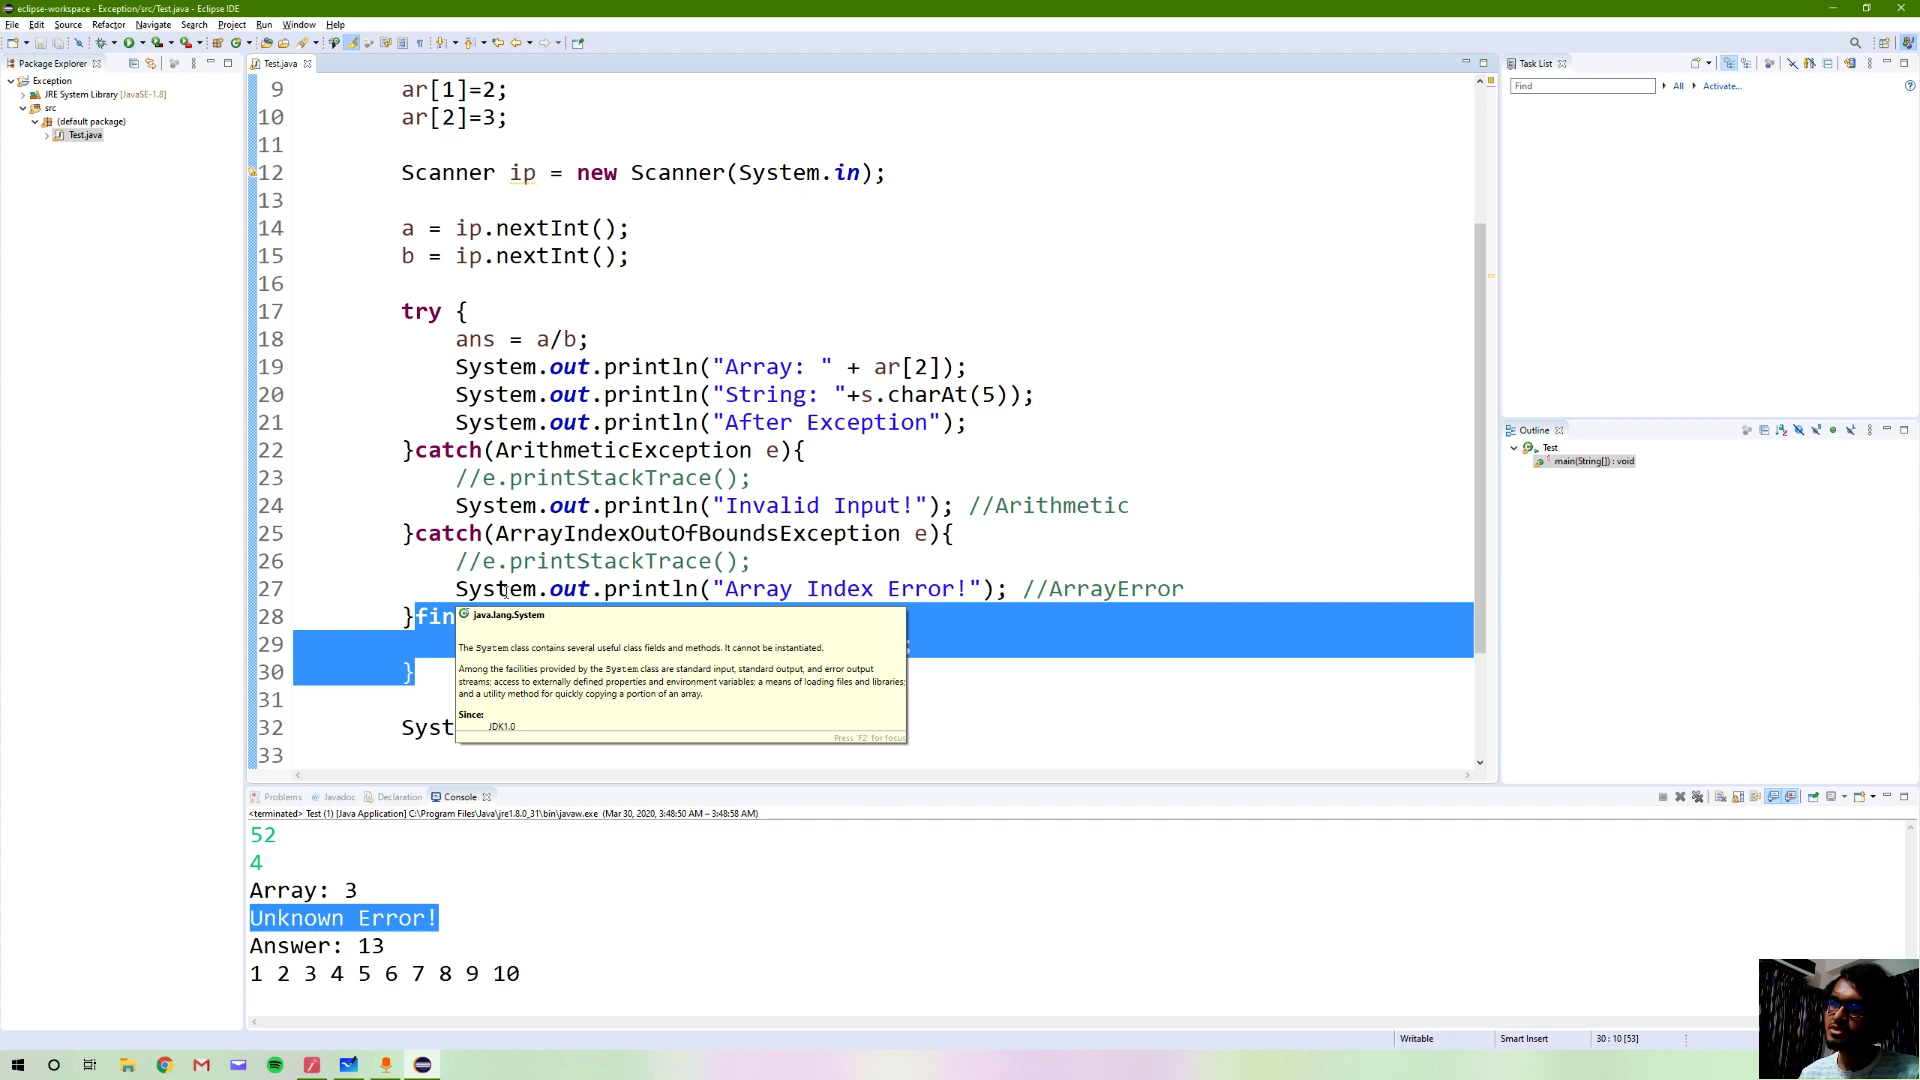 eclipse-workspace - Exception/src/Test.java - Eclipse IDE
File Edit Source Refactor Navigate Search Project Run Window Help
Package Explorer
Exception
JRE System Library [JavaSE-1.8]
src
(default package)
Test.java
Test.java
9 ar[1]=2;
10 ar[2]=3;
11
12 Scanner ip = new Scanner(System.in);
13
14 a = ip.nextInt();
15 b = ip.nextInt();
16
17 try {
18 ans = a/b;
19 System.out.println("Array: " + ar[2]);
20 System.out.println("String: "+s.charAt(5));
21 System.out.println("After Exception");
22 }catch(ArithmeticException e){
23 //e.printStackTrace();
24 System.out.println("Invalid Input!"); //Arithmetic
25 }catch(ArrayIndexOutOfBoundsException e){
26 //e.printStackTrace();
27 System.out.println("Array Index Error!"); //ArrayError
28 }fin
29 ;
30 }
31
32 Syst
33
java.lang.System
The System class contains several useful class fields and methods. It cannot be instantiated.
Among the facilities provided by the System class are standard input, standard output, and error output
streams; access to externally defined properties and environment variables; a means of loading files and libraries;
and a utility method for quickly copying a portion of an array.
Since:
JDK1.0
Press 'F2' for focus
Task List
Find All Activate...
Outline
Test
main(String[]) : void
Problems Javadoc Declaration Console
<terminated> Test (1) [Java Application] C:\Program Files\Java\jre1.8.0_31\bin\javaw.exe (Mar 30, 2020, 3:48:50 AM – 3:48:58 AM)
52
4
Array: 3
Unknown Error!
Answer: 13
1 2 3 4 5 6 7 8 9 10
Writable Smart Insert 30 : 10 [53]